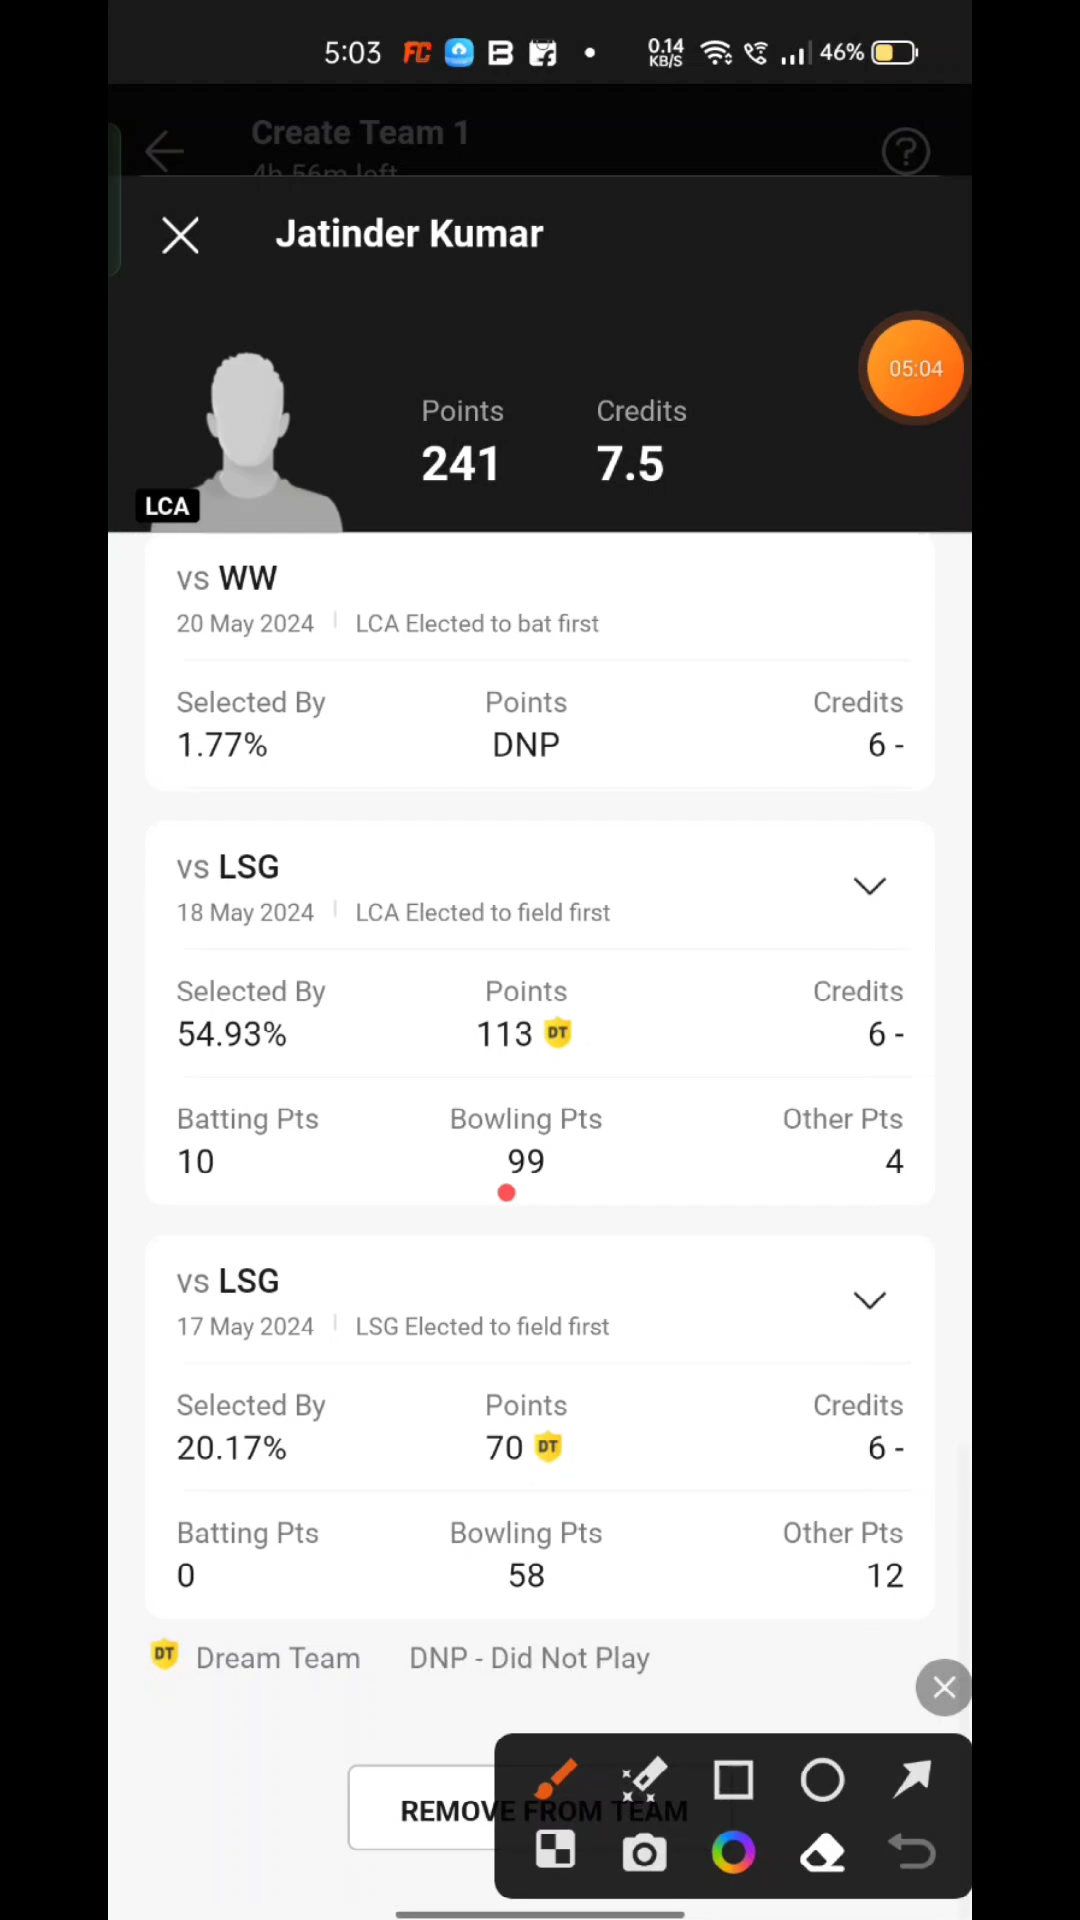 5:03 FC B 0.14 KB/S 46%
Create Team 1
4h 56m left
Jatinder Kumar
05:04
Points Credits
241 7.5
LCA
vs WW
20 May 2024 LCA Elected to bat first
Selected By Points Credits
1.77% DNP 6 -
vs LSG
18 May 2024 LCA Elected to field first
Selected By Points Credits
54.93% 113 DT 6 -
Batting Pts Bowling Pts Other Pts
10 99 4
vs LSG
17 May 2024 LSG Elected to field first
Selected By Points Credits
20.17% 70 DT 6 -
Batting Pts Bowling Pts Other Pts
0 58 12
DT Dream Team DNP - Did Not Play
REMOVE FROM TEAM